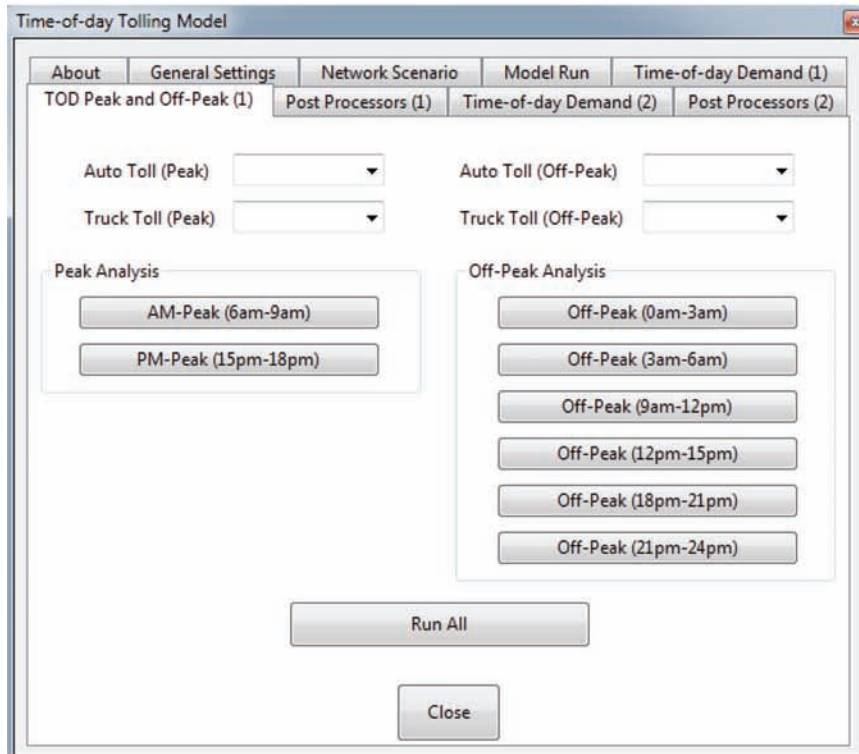 Time-of-day Tolling Model
About General Settings Network Scenario Model Run Time-of-day Demand (1)
TOD Peak and Off-Peak (1) Post Processors (1) Time-of-day Demand (2) Post Processors (2)
Auto Toll (Peak) Auto Toll (Off-Peak)
Truck Toll (Peak) Truck Toll (Off-Peak)
Peak Analysis Off-Peak Analysis
AM-Peak (6am-9am) Off-Peak (0am-3am)
PM-Peak (15pm-18pm) Off-Peak (3am-6am)
Off-Peak (9am-12pm)
Off-Peak (12pm-15pm)
Off-Peak (18pm-21pm)
Off-Peak (21pm-24pm)
Run All
Close